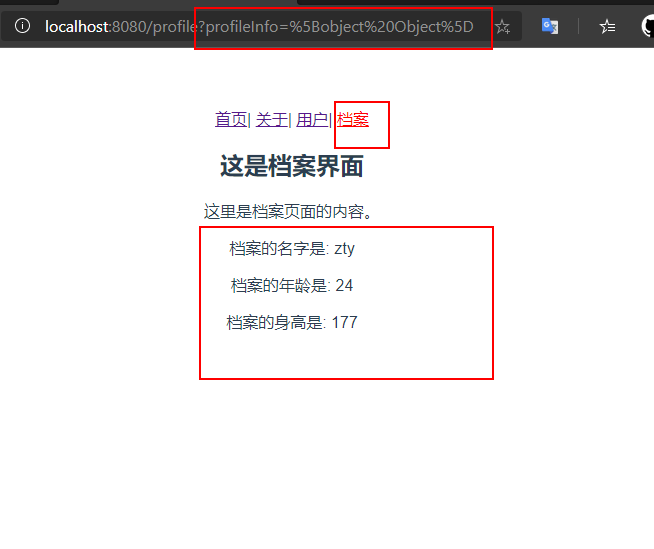 localhost:8080/profile?profileInfo=%5Bobject%20Object%5D
首页| 关于| 用户| 档案
这是档案界面
这里是档案页面的内容。
档案的名字是: zty
档案的年龄是: 24
档案的身高是: 177